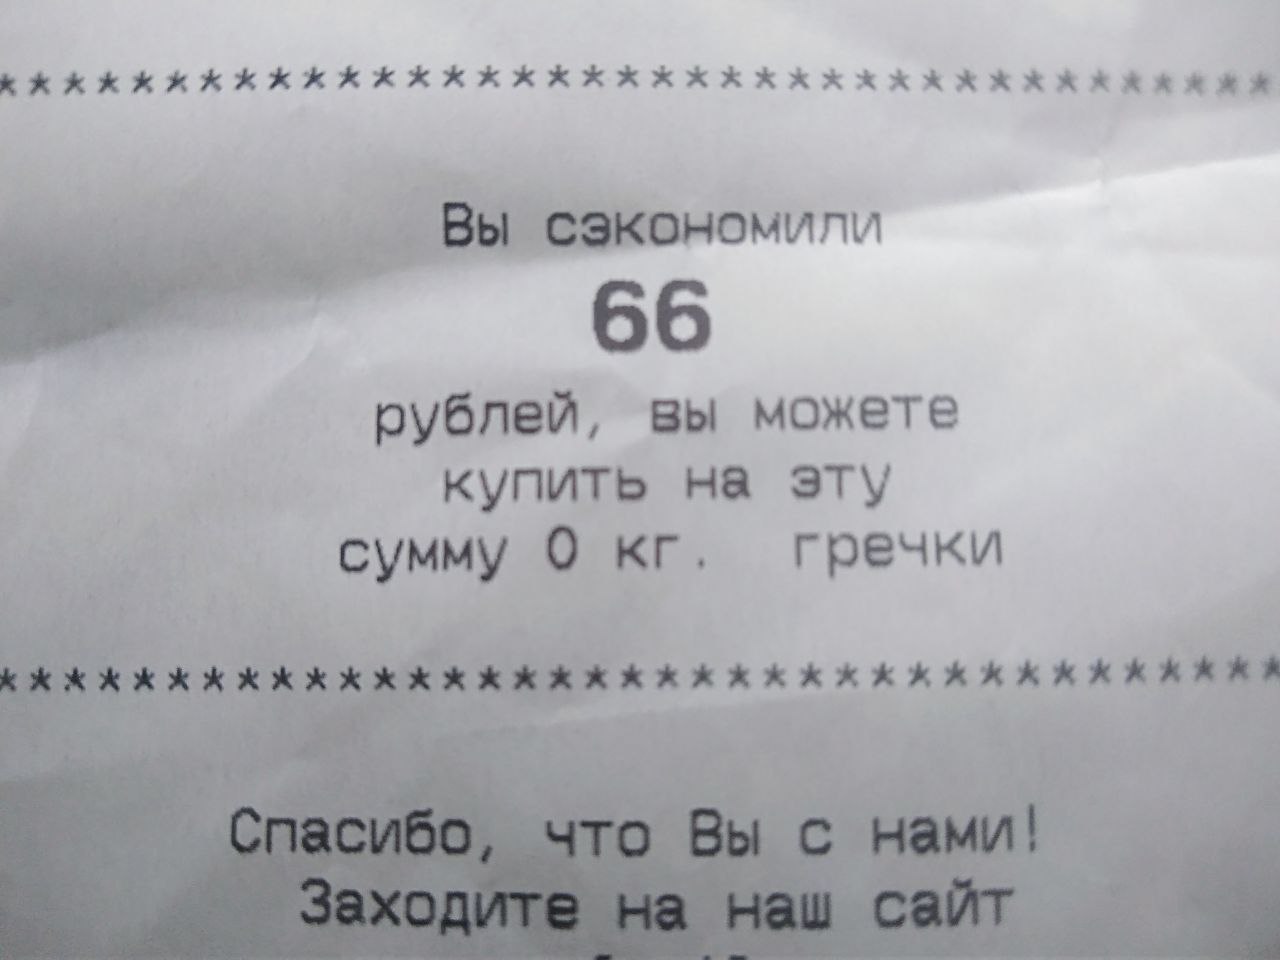 ************************************
Вы сэкономили
66
рублей, вы можете
купить на эту
сумму 0 кг. гречки
************************************
Спасибо, что Вы с нами!
Заходите на наш сайт